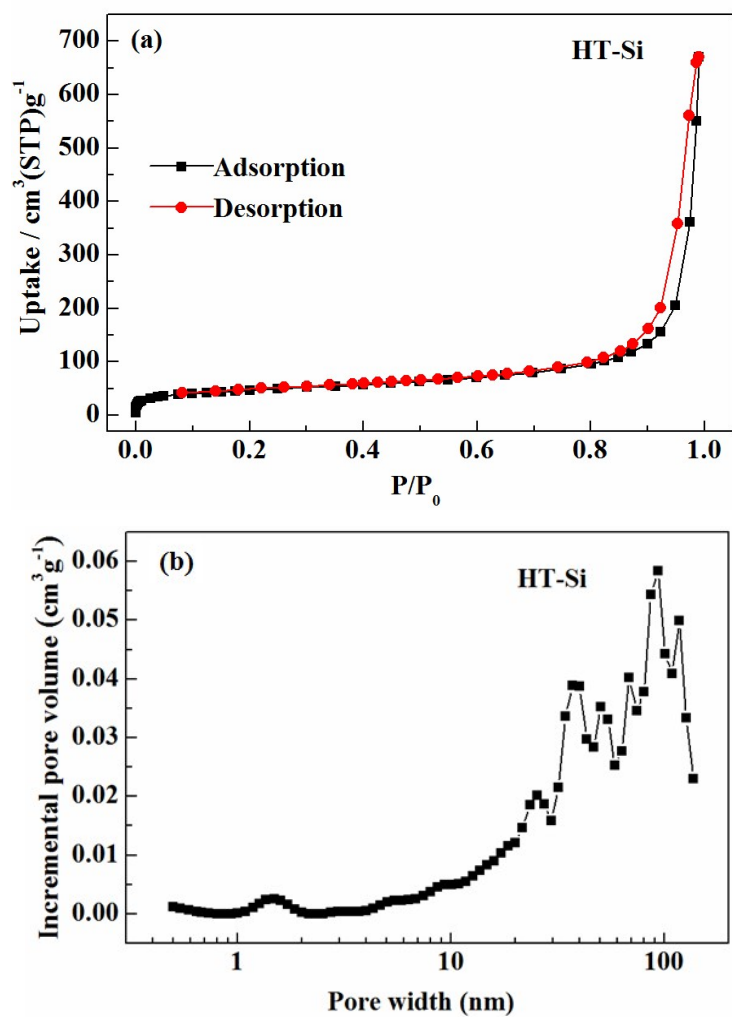 (a)
HT-Si
700
600
500
400
300
200
100
0
Uptake / cm³(STP)g⁻¹
Adsorption
Desorption
0.0 0.2 0.4 0.6 0.8 1.0
P/P₀
(b)
HT-Si
0.06
0.05
0.04
0.03
0.02
0.01
0.00
Incremental pore volume (cm³g⁻¹)
1 10 100
Pore width (nm)